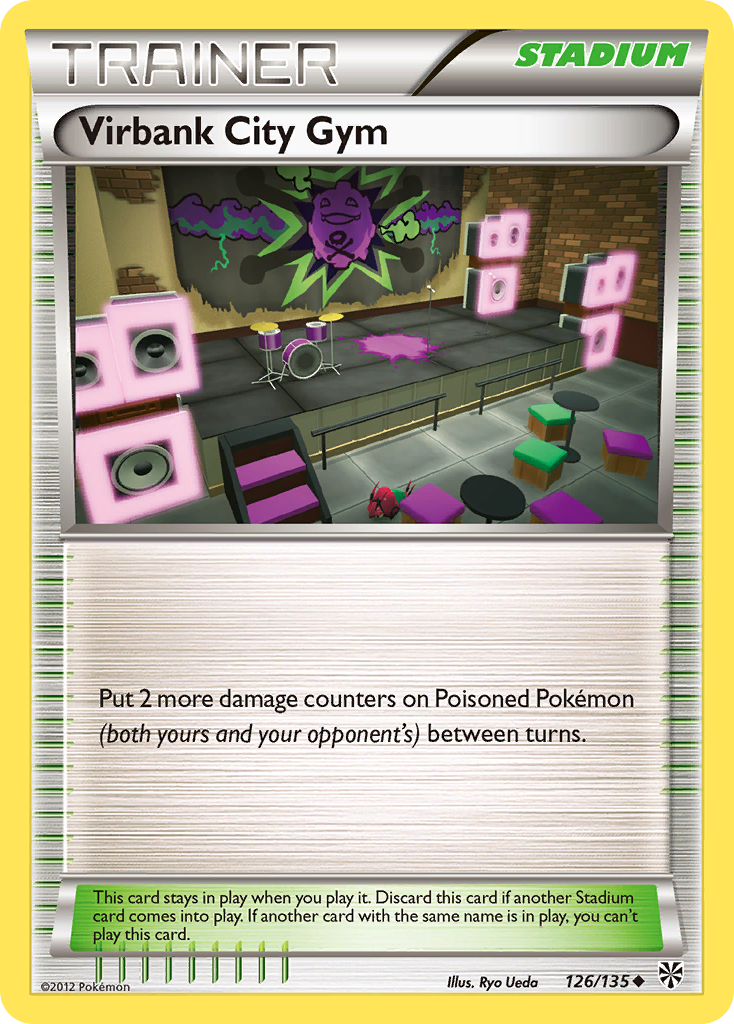 TRAINER
STADIUM
Virbank City Gym
Put 2 more damage counters on Poisoned Pokémon
(both yours and your opponent's) between turns.
This card stays in play when you play it. Discard this card if another Stadium
card comes into play. If another card with the same name is in play, you can't
play this card.
©2012 Pokémon
Illus. Ryo Ueda
126/135